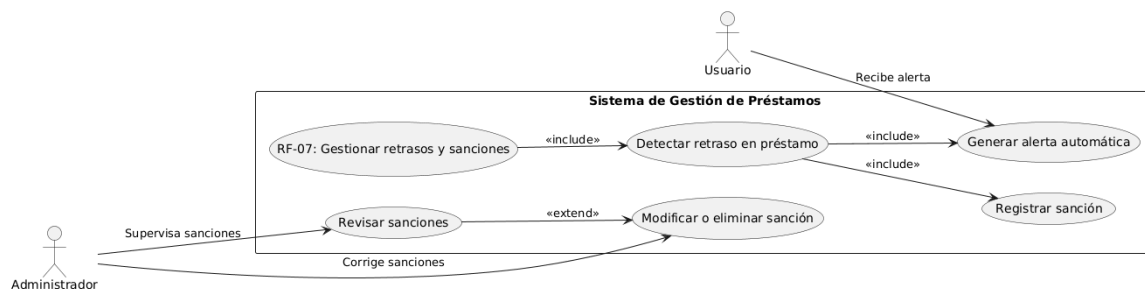 Usuario
Recibe alerta
Sistema de Gestión de Préstamos
RF-07: Gestionar retrasos y sanciones
«include»
Detectar retraso en préstamo
«include»
Generar alerta automática
«include»
Registrar sanción
Revisar sanciones
«extend»
Modificar o eliminar sanción
Supervisa sanciones
Corrige sanciones
Administrador